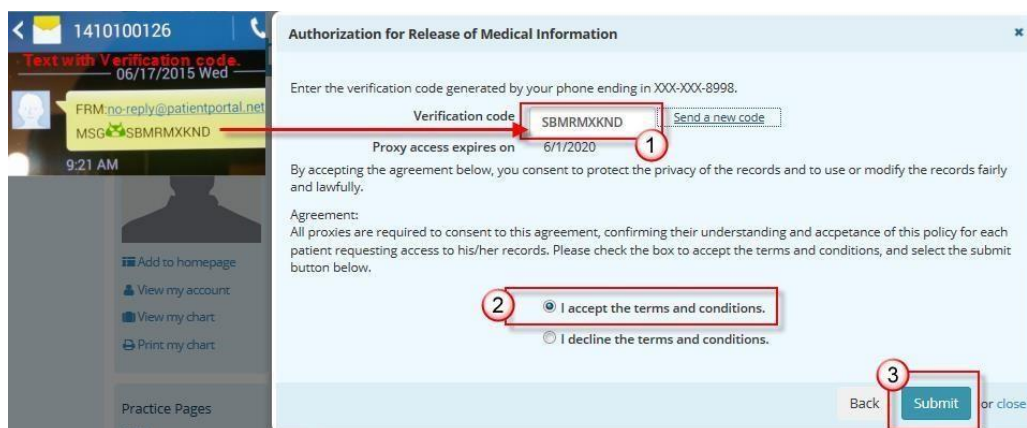 1410100126
Text with Verification code.
06/17/2015 Wed
FRM:no-reply@patientportal.net
MSG SBMRMXKND
9:21 AM
Add to homepage
View my account
View my chart
Print my chart
Practice Pages
Authorization for Release of Medical Information
Enter the verification code generated by your phone ending in XXX-XXX-8998.
Verification code SBMRMXKND Send a new code
1
Proxy access expires on 6/1/2020
By accepting the agreement below, you consent to protect the privacy of the records and to use or modify the records fairly
and lawfully.
Agreement:
All proxies are required to consent to this agreement, confirming their understanding and accpetance of this policy for each
patient requesting access to his/her records. Please check the box to accept the terms and conditions, and select the submit
button below.
2 I accept the terms and conditions.
I decline the terms and conditions.
3
Back Submit or close